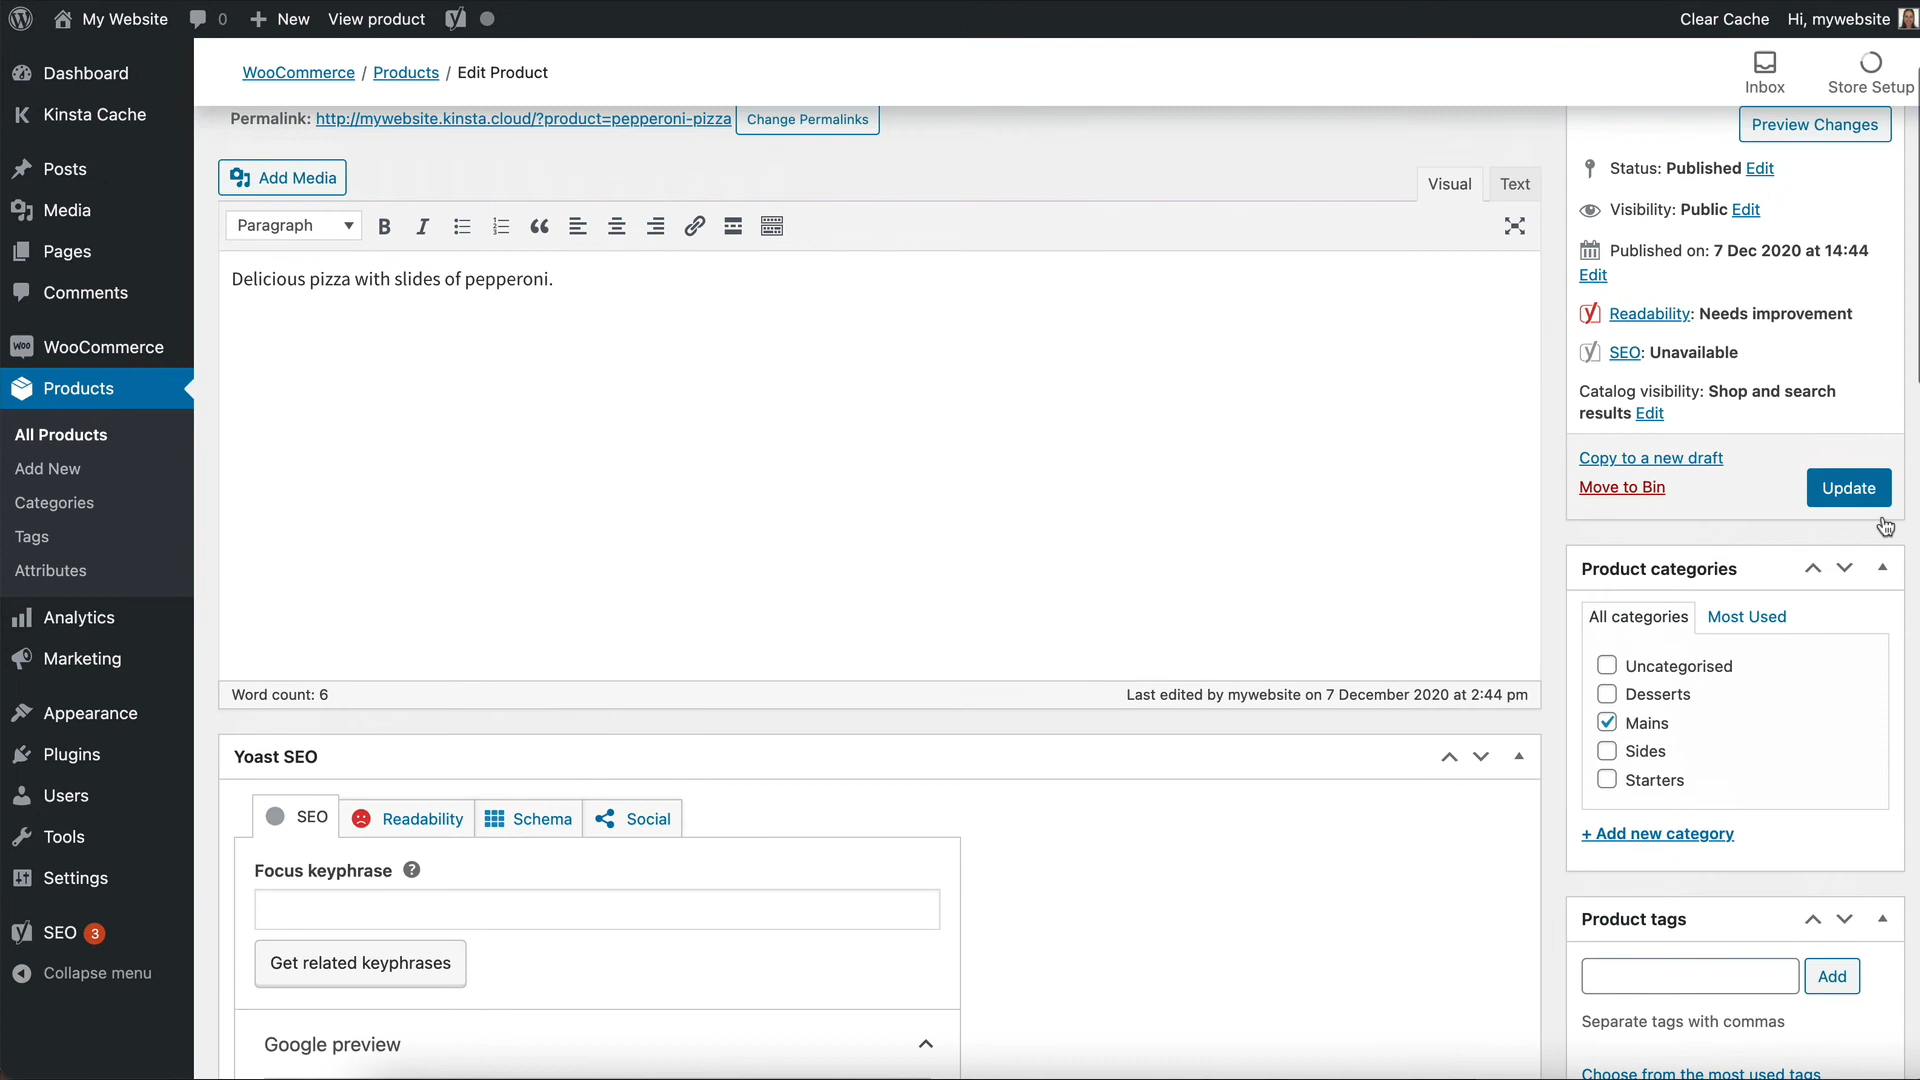 My Website 0 New View product Clear Cache Hi, mywebsite
Dashboard
Kinsta Cache
Posts
Media
Pages
Comments
WooCommerce
Products
All Products
Add New
Categories
Tags
Attributes
Analytics
Marketing
Appearance
Plugins
Users
Tools
Settings
SEO 3
Collapse menu
WooCommerce / Products / Edit Product
Inbox
Store Setup
Permalink: http://mywebsite.kinsta.cloud/?product=pepperoni-pizza Change Permalinks
Add Media
Visual Text
Paragraph B I
Delicious pizza with slides of pepperoni.
Word count: 6 Last edited by mywebsite on 7 December 2020 at 2:44 pm
Yoast SEO
SEO Readability Schema Social
Focus keyphrase ?
Get related keyphrases
Google preview
Preview Changes
Status: Published Edit
Visibility: Public Edit
Published on: 7 Dec 2020 at 14:44
Edit
Readability: Needs improvement
SEO: Unavailable
Catalog visibility: Shop and search
results Edit
Copy to a new draft
Move to Bin
Update
Product categories
All categories Most Used
Uncategorised
Desserts
Mains
Sides
Starters
+ Add new category
Product tags
Add
Separate tags with commas
Choose from the most used tags